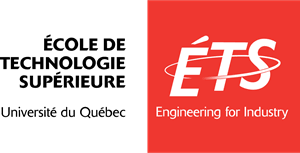 ÉCOLE DE
TECHNOLOGIE
SUPÉRIEURE
Université du Québec
ÉTS
Engineering for Industry